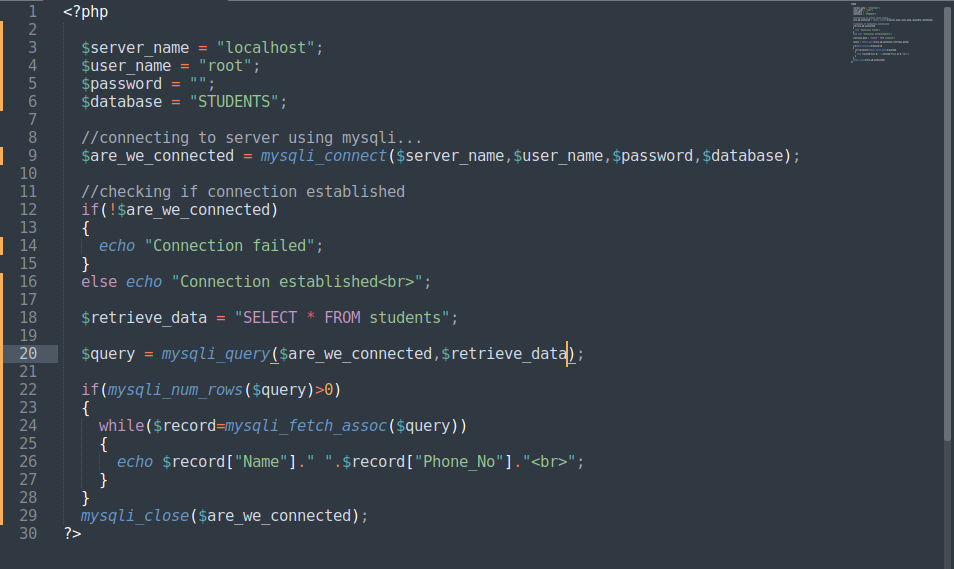 1 <?php
2
3 $server_name = "localhost";
4 $user_name = "root";
5 $password = "";
6 $database = "STUDENTS";
7
8 //connecting to server using mysqli...
9 $are_we_connected = mysqli_connect($server_name,$user_name,$password,$database);
10
11 //checking if connection established
12 if(!$are_we_connected)
13 {
14 echo "Connection failed";
15 }
16 else echo "Connection established<br>";
17
18 $retrieve_data = "SELECT * FROM students";
19
20 $query = mysqli_query($are_we_connected,$retrieve_data);
21
22 if(mysqli_num_rows($query)>0)
23 {
24 while($record=mysqli_fetch_assoc($query))
25 {
26 echo $record["Name"]." ".$record["Phone_No"]."<br>";
27 }
28 }
29 mysqli_close($are_we_connected);
30 ?>